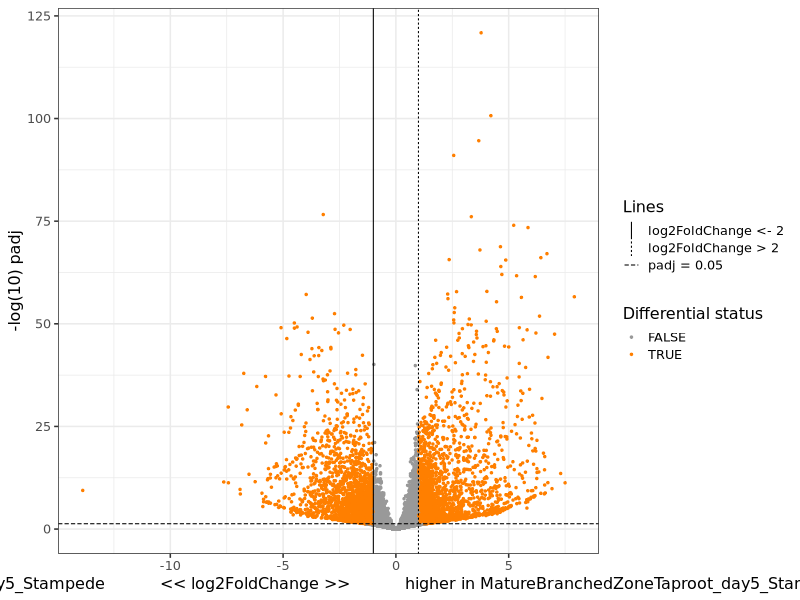 125
100
75
50
25
0
-log(10) padj
-10
-5
0
5
y5_Stampede << log2FoldChange >> higher in MatureBranchedZoneTaproot_day5_Star
Lines
log2FoldChange <- 2
log2FoldChange > 2
padj = 0.05
Differential status
FALSE
TRUE